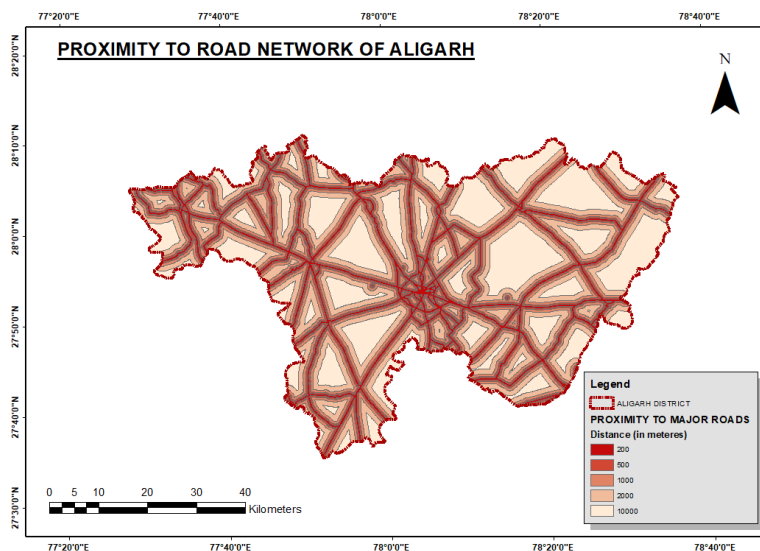 77°20'0"E 77°40'0"E 78°0'0"E 78°20'0"E 78°40'0"E
PROXIMITY TO ROAD NETWORK OF ALIGARH
N
28°20'0"N
28°10'0"N
28°0'0"N
27°50'0"N
27°40'0"N
27°30'0"N
Legend
ALIGARH DISTRICT
PROXIMITY TO MAJOR ROADS
Distance (in meteres)
200
500
1000
2000
10000
0 5 10 20 30 40
Kilometers
77°20'0"E 77°40'0"E 78°0'0"E 78°20'0"E 78°40'0"E